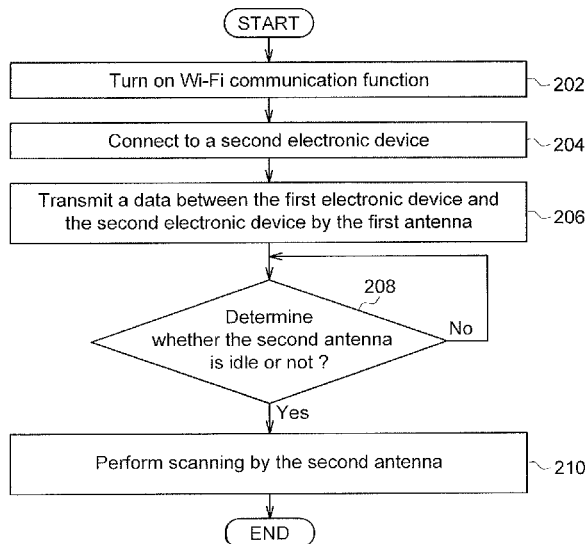 START
Turn on Wi-Fi communication function
202
Connect to a second electronic device
204
Transmit a data between the first electronic device and
the second electronic device by the first antenna
206
208
Determine
whether the second antenna
is idle or not ?
No
Yes
Perform scanning by the second antenna
210
END